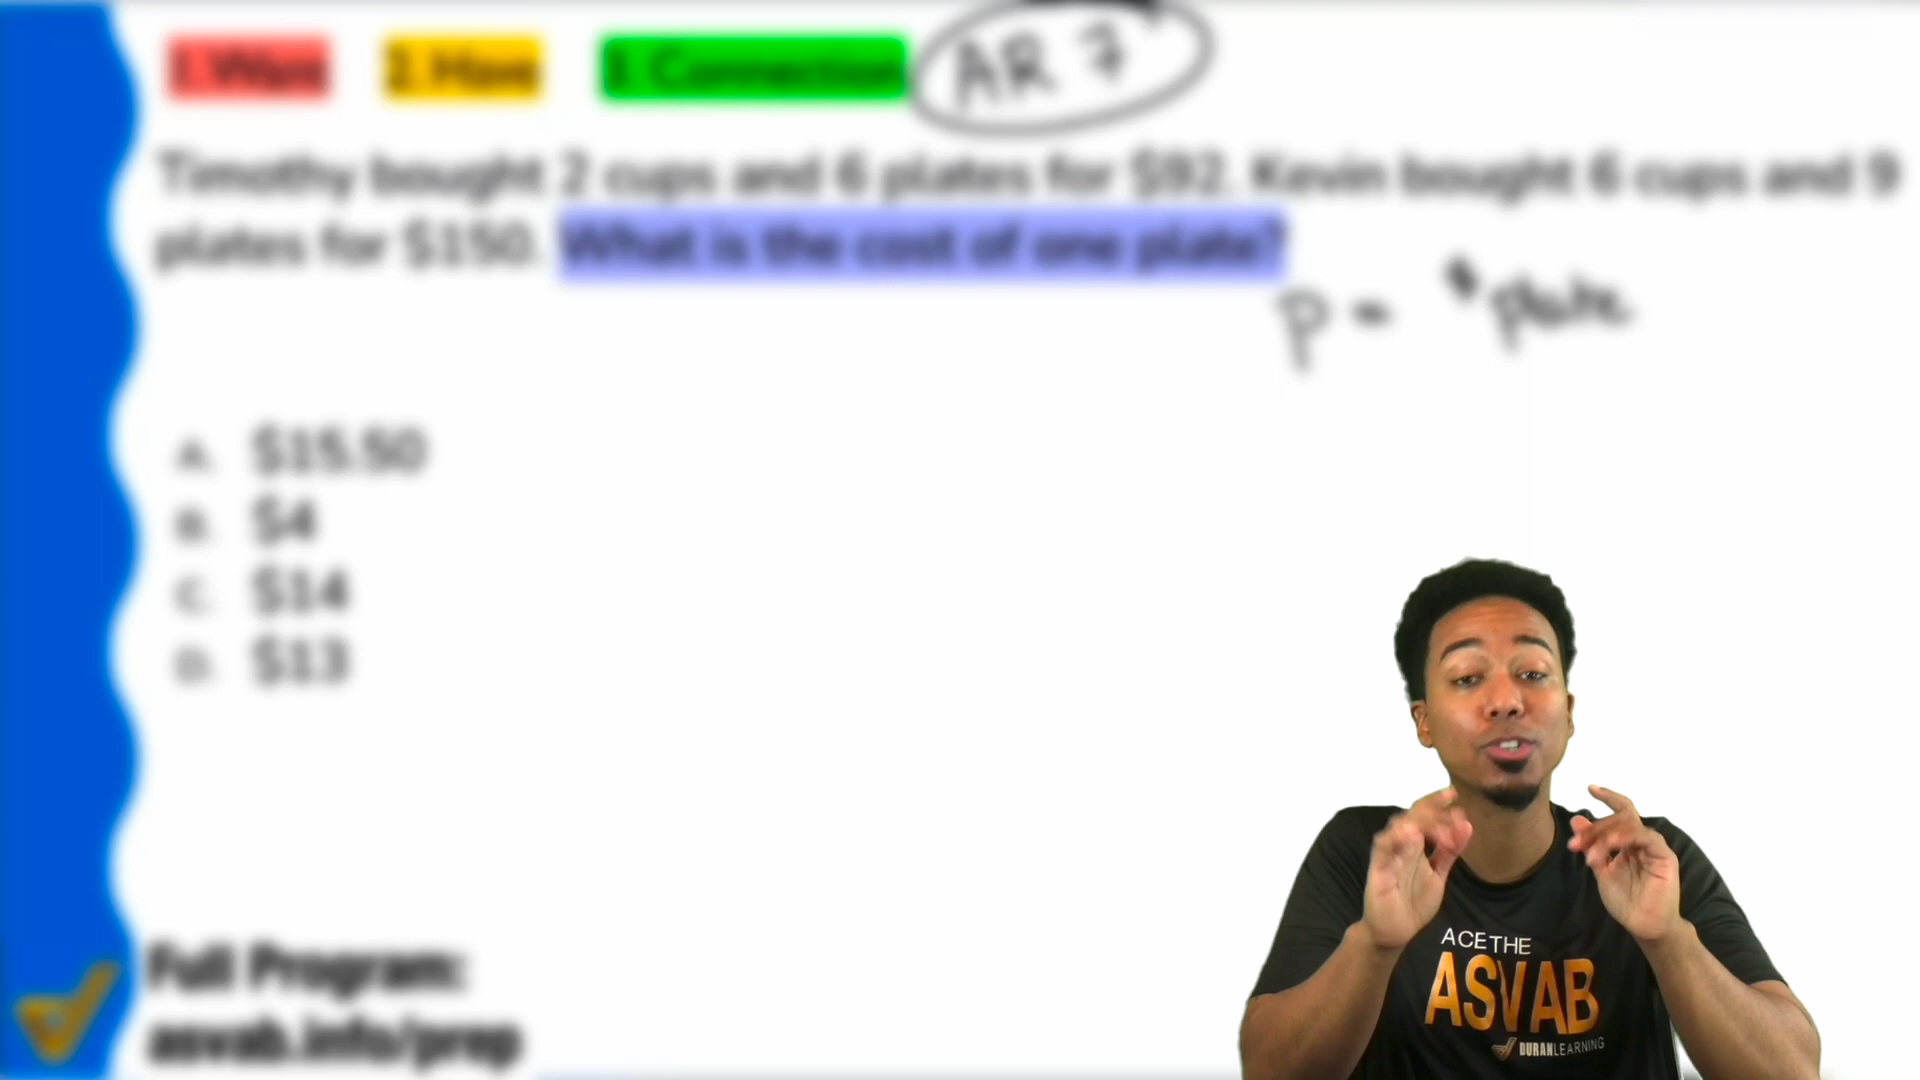 1. Want 2. Have 3. Connection AR 7
Timothy bought 2 cups and 6 plates for $92. Kevin bought 6 cups and 9
plates for $150. What is the cost of one plate?
p = $ plate
A. $15.50
B. $4
C. $14
D. $13
ACE THE
ASVAB
DURANLEARNING
Full Program:
asvab.info/prep